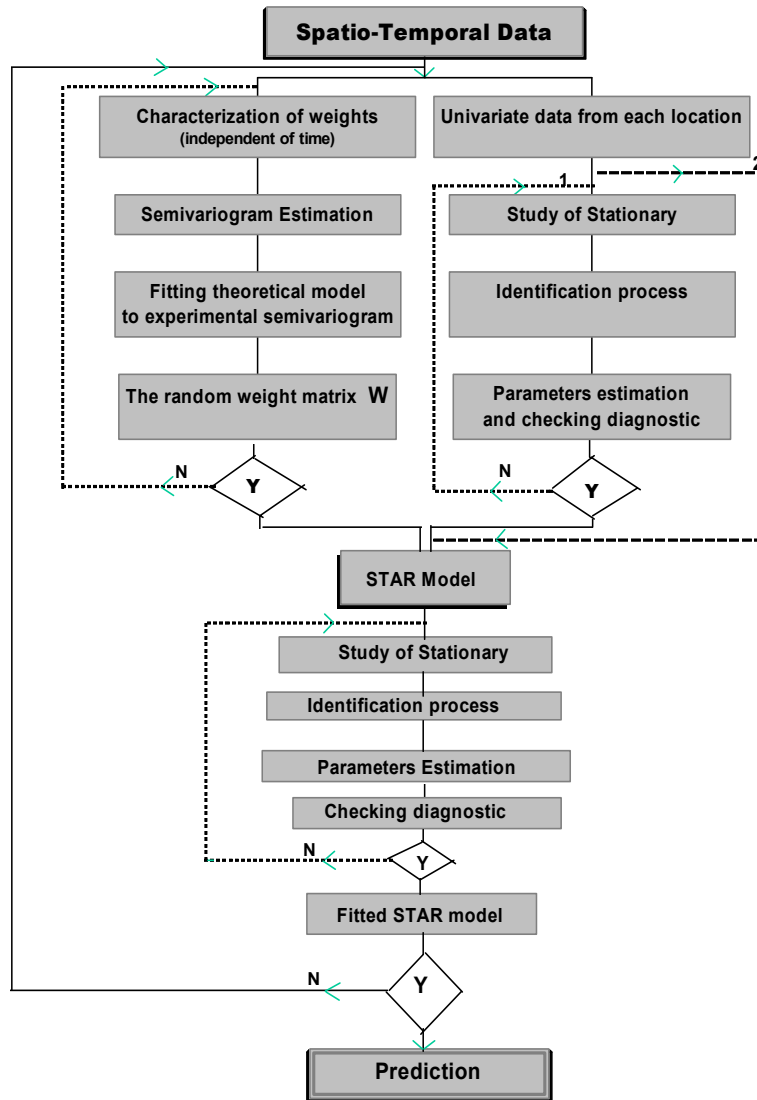 Spatio-Temporal Data
Characterization of weights
(independent of time)
Univariate data from each location
2
1
Semivariogram Estimation
Study of Stationary
Fitting theoretical model
to experimental semivariogram
Identification process
The random weight matrix W
Parameters estimation
and checking diagnostic
N
Y
N
Y
STAR Model
Study of Stationary
Identification process
Parameters Estimation
Checking diagnostic
N
Y
Fitted STAR model
N
Y
Prediction